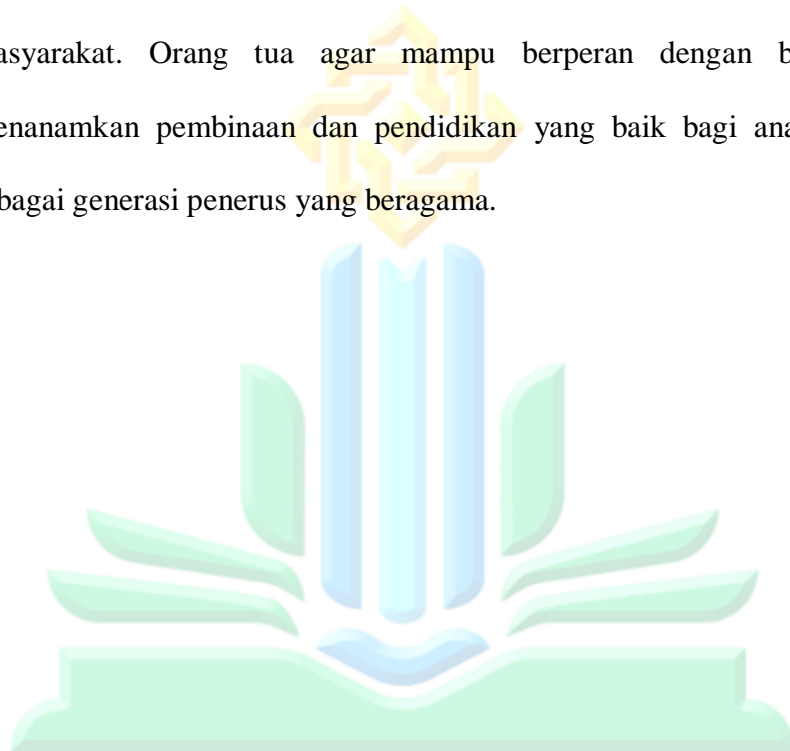 asyarakat. Orang tua agar mampu berperan dengan b
enanamkan pembinaan dan pendidikan yang baik bagi ana
bagai generasi penerus yang beragama.